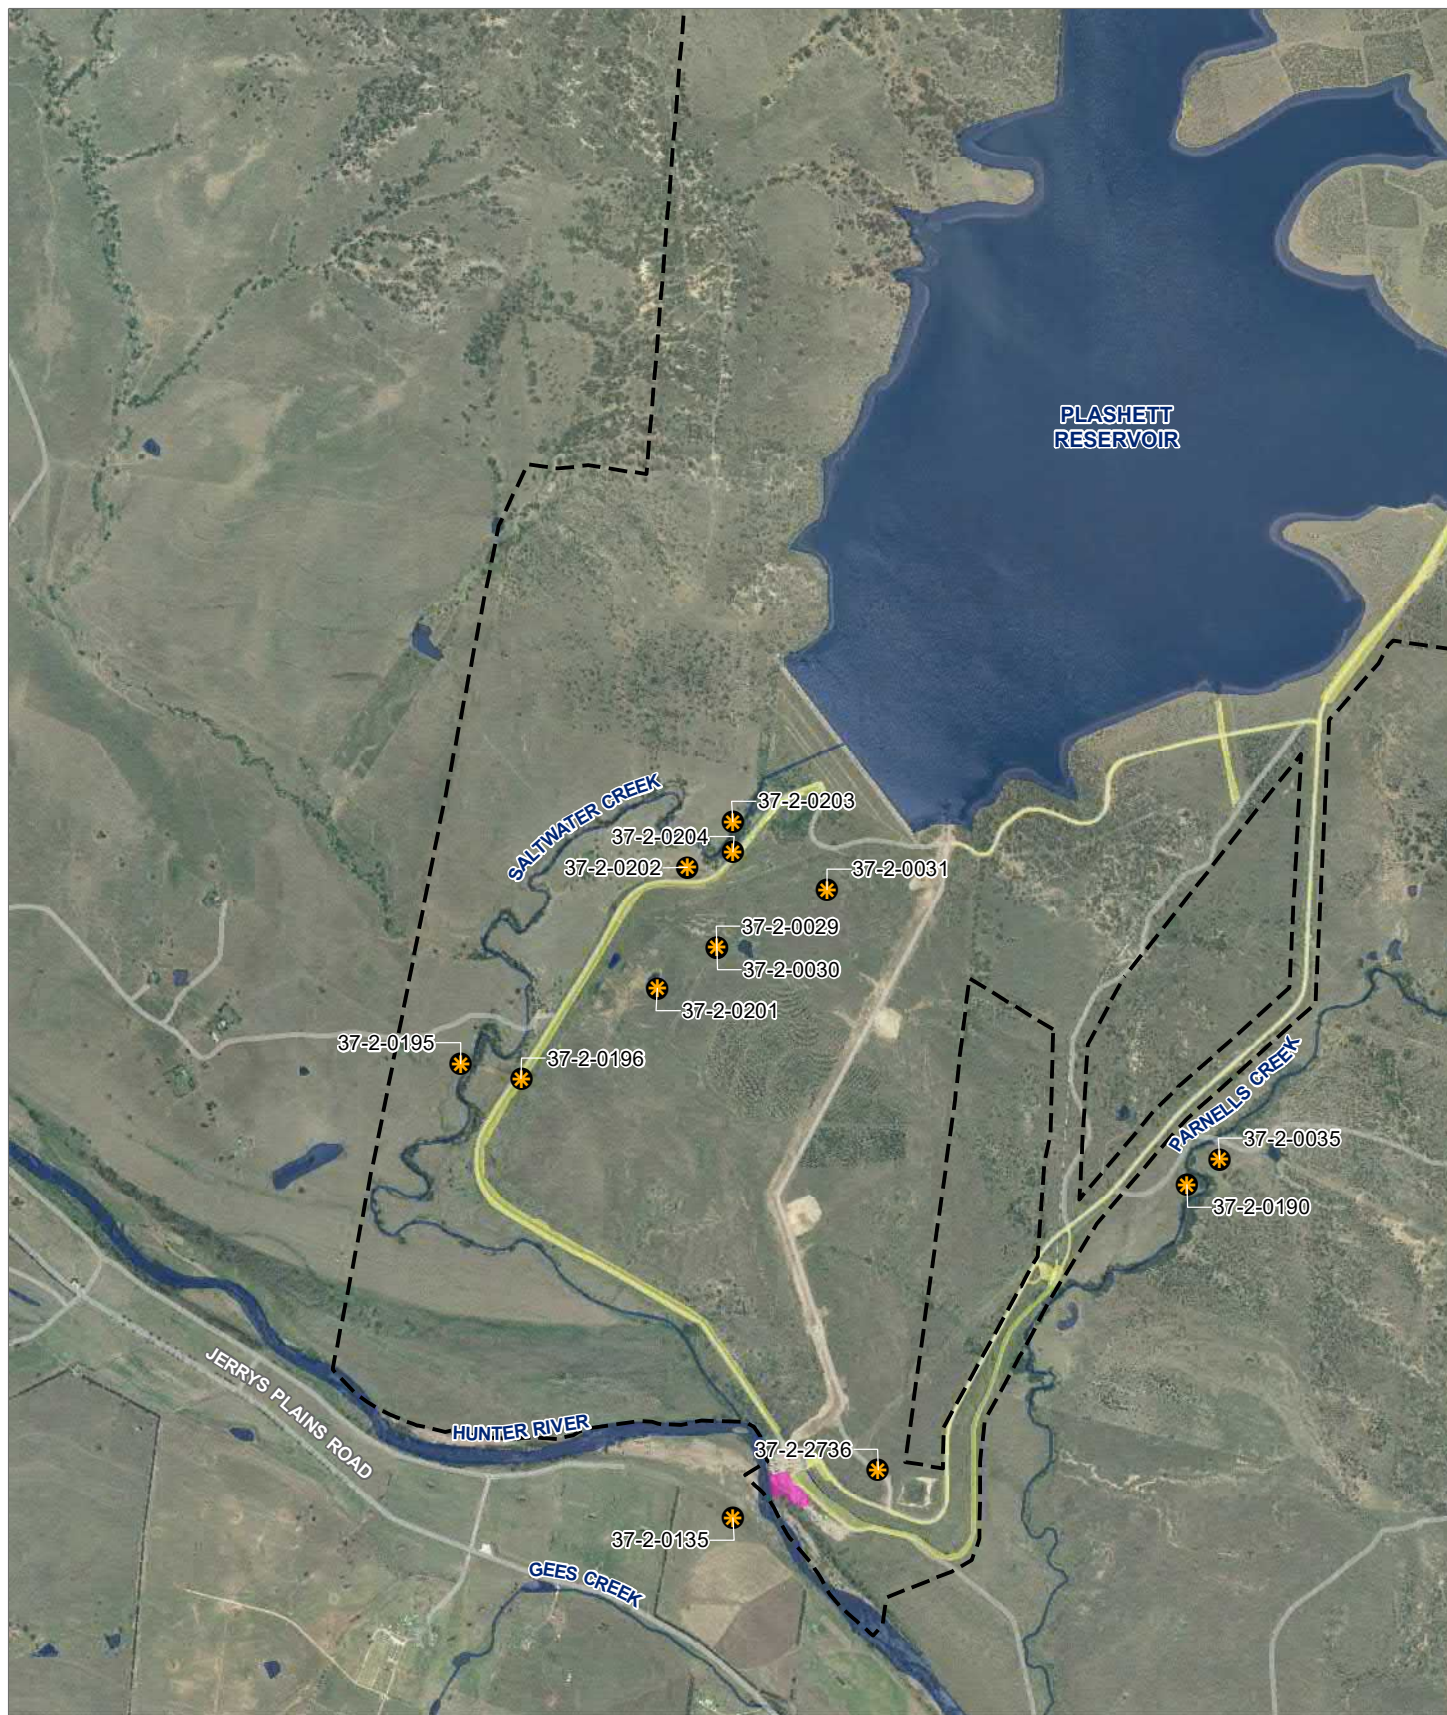 PLASHETT
RESERVOIR
SALTWATER CREEK
37-2-0203
37-2-0204
37-2-0202
37-2-0031
37-2-0029
37-2-0030
37-2-0201
37-2-0195
37-2-0196
PARNELLS CREEK
37-2-0035
37-2-0190
JERRYS PLAINS ROAD
HUNTER RIVER
37-2-2736
37-2-0135
GEES CREEK